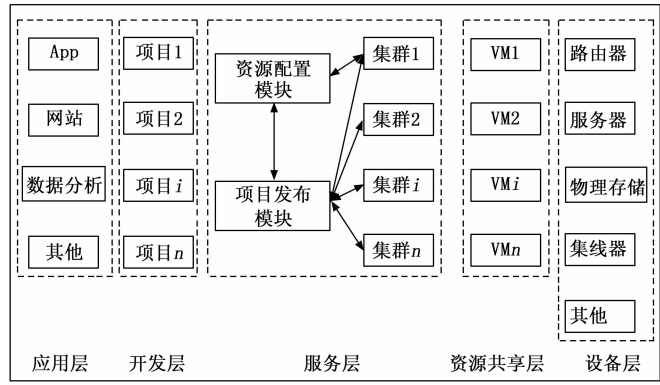 App
网站
数据分析
其他
应用层
项目1
项目2
项目i
项目n
开发层
资源配置
模块
项目发布
模块
集群1
集群2
集群i
集群n
服务层
VM1
VM2
VMi
VMn
资源共享层
路由器
服务器
物理存储
集线器
其他
设备层